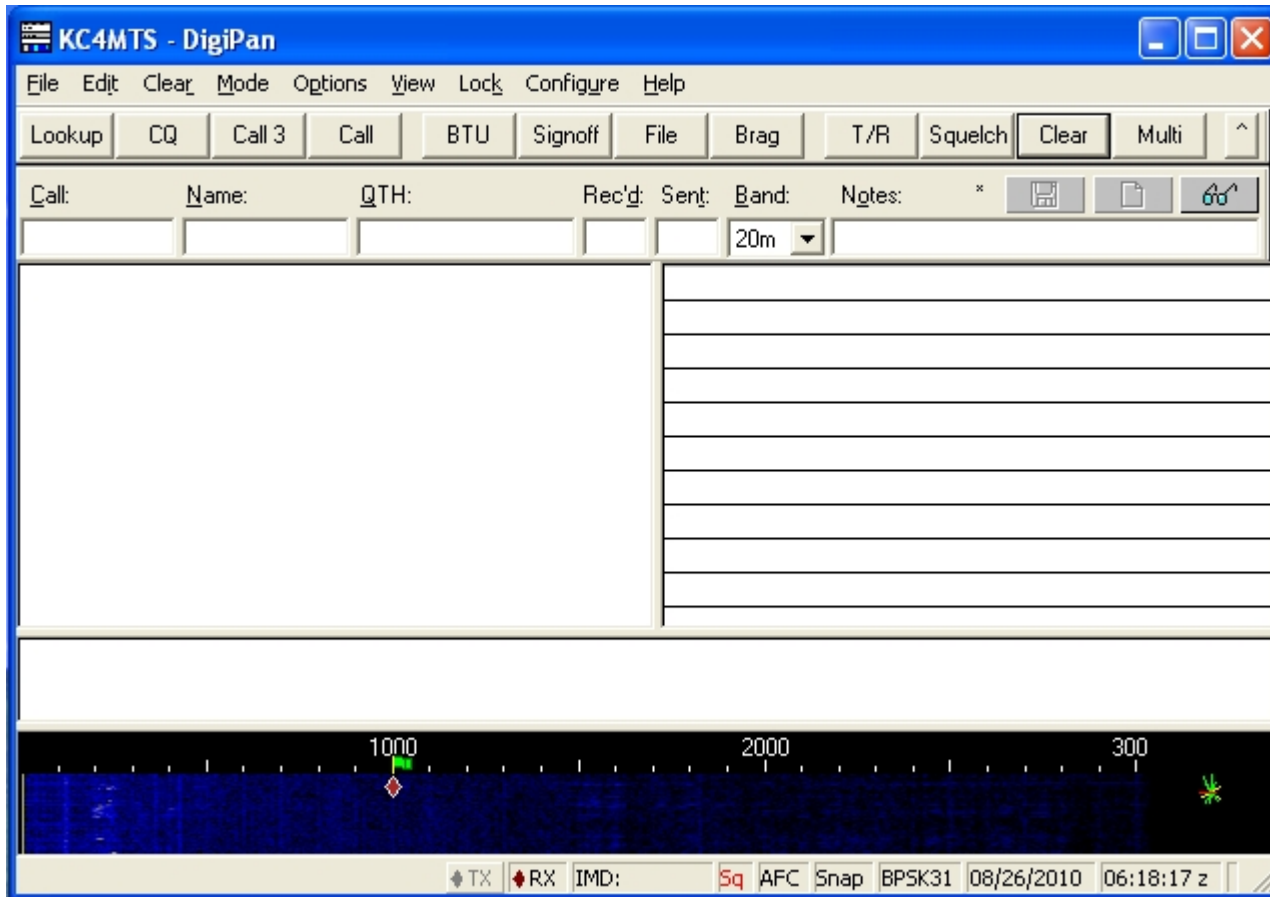 KC4MTS - DigiPan
File Edit Clear Mode Options View Lock Configure Help
Lookup CQ Call 3 Call BTU Signoff File Brag T/R Squelch Clear Multi ^
Call: Name: QTH: Rec'd: Sent: Band: Notes: *
20m
1000 2000 300
TX RX IMD: Sq AFC Snap BPSK31 08/26/2010 06:18:17 z